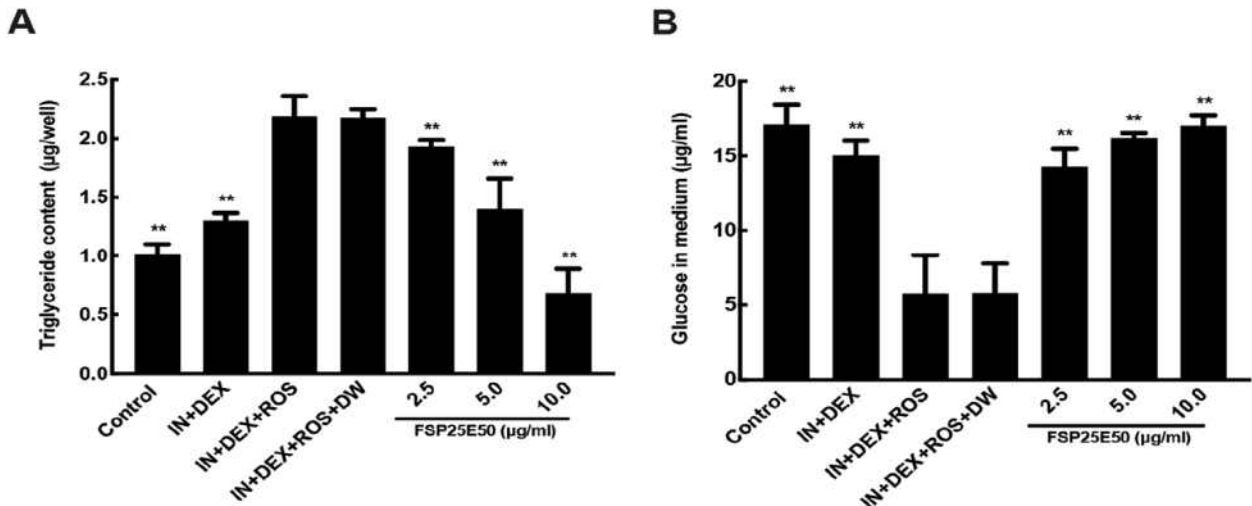 A
Triglyceride content (µg/well)
2.5
2.0
1.5
1.0
0.5
0.0
**
**
**
**
**
Control
IN+DEX
IN+DEX+ROS
IN+DEX+ROS+DW
2.5
5.0
10.0
FSP25E50 (µg/ml)
B
Glucose in medium (µg/ml)
20
15
10
5
0
**
**
**
**
**
Control
IN+DEX
IN+DEX+ROS
IN+DEX+ROS+DW
2.5
5.0
10.0
FSP25E50 (µg/ml)